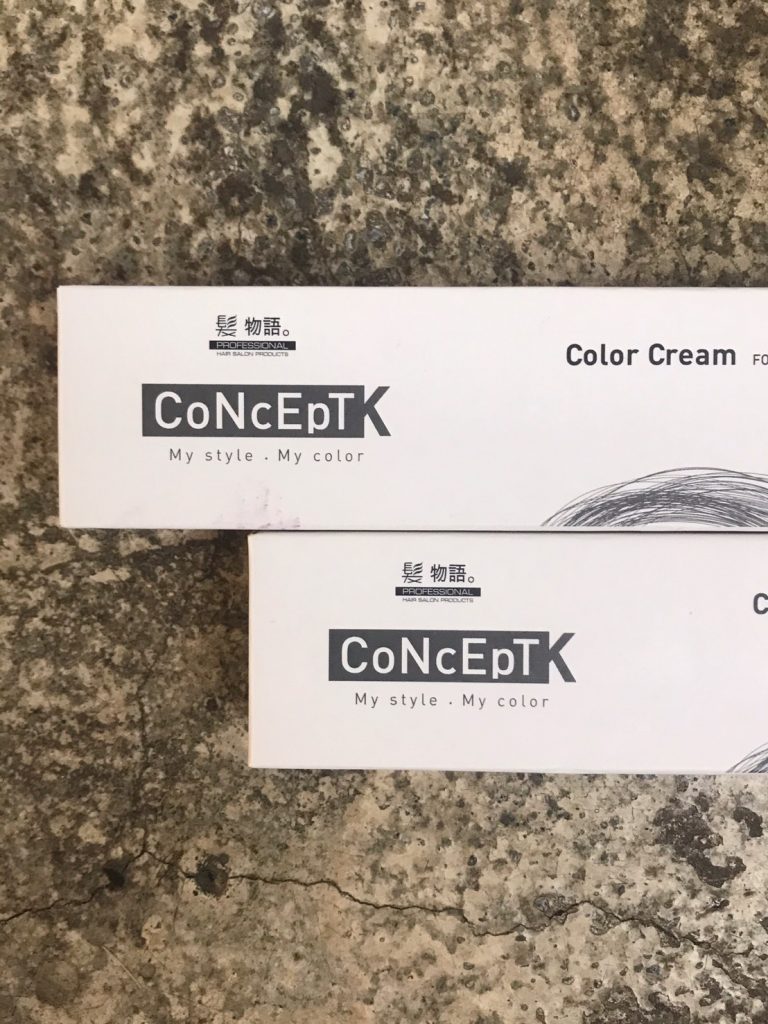 髮 物語。
PROFESSIONAL
HAIR SALON PRODUCTS
CoNcEpTK
My style . My color
Color Cream FO
髮 物語。
PROFESSIONAL
HAIR SALON PRODUCTS
CoNcEpTK
My style . My color
C